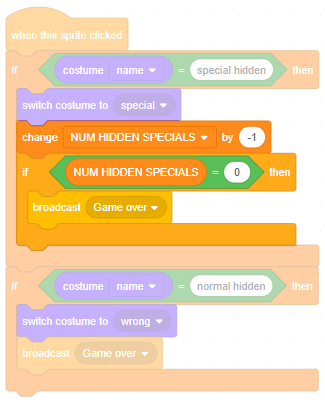 when this sprite clicked
if costume name = special hidden then
switch costume to special
change NUM HIDDEN SPECIALS by -1
if NUM HIDDEN SPECIALS = 0 then
broadcast Game over
if costume name = normal hidden then
switch costume to wrong
broadcast Game over